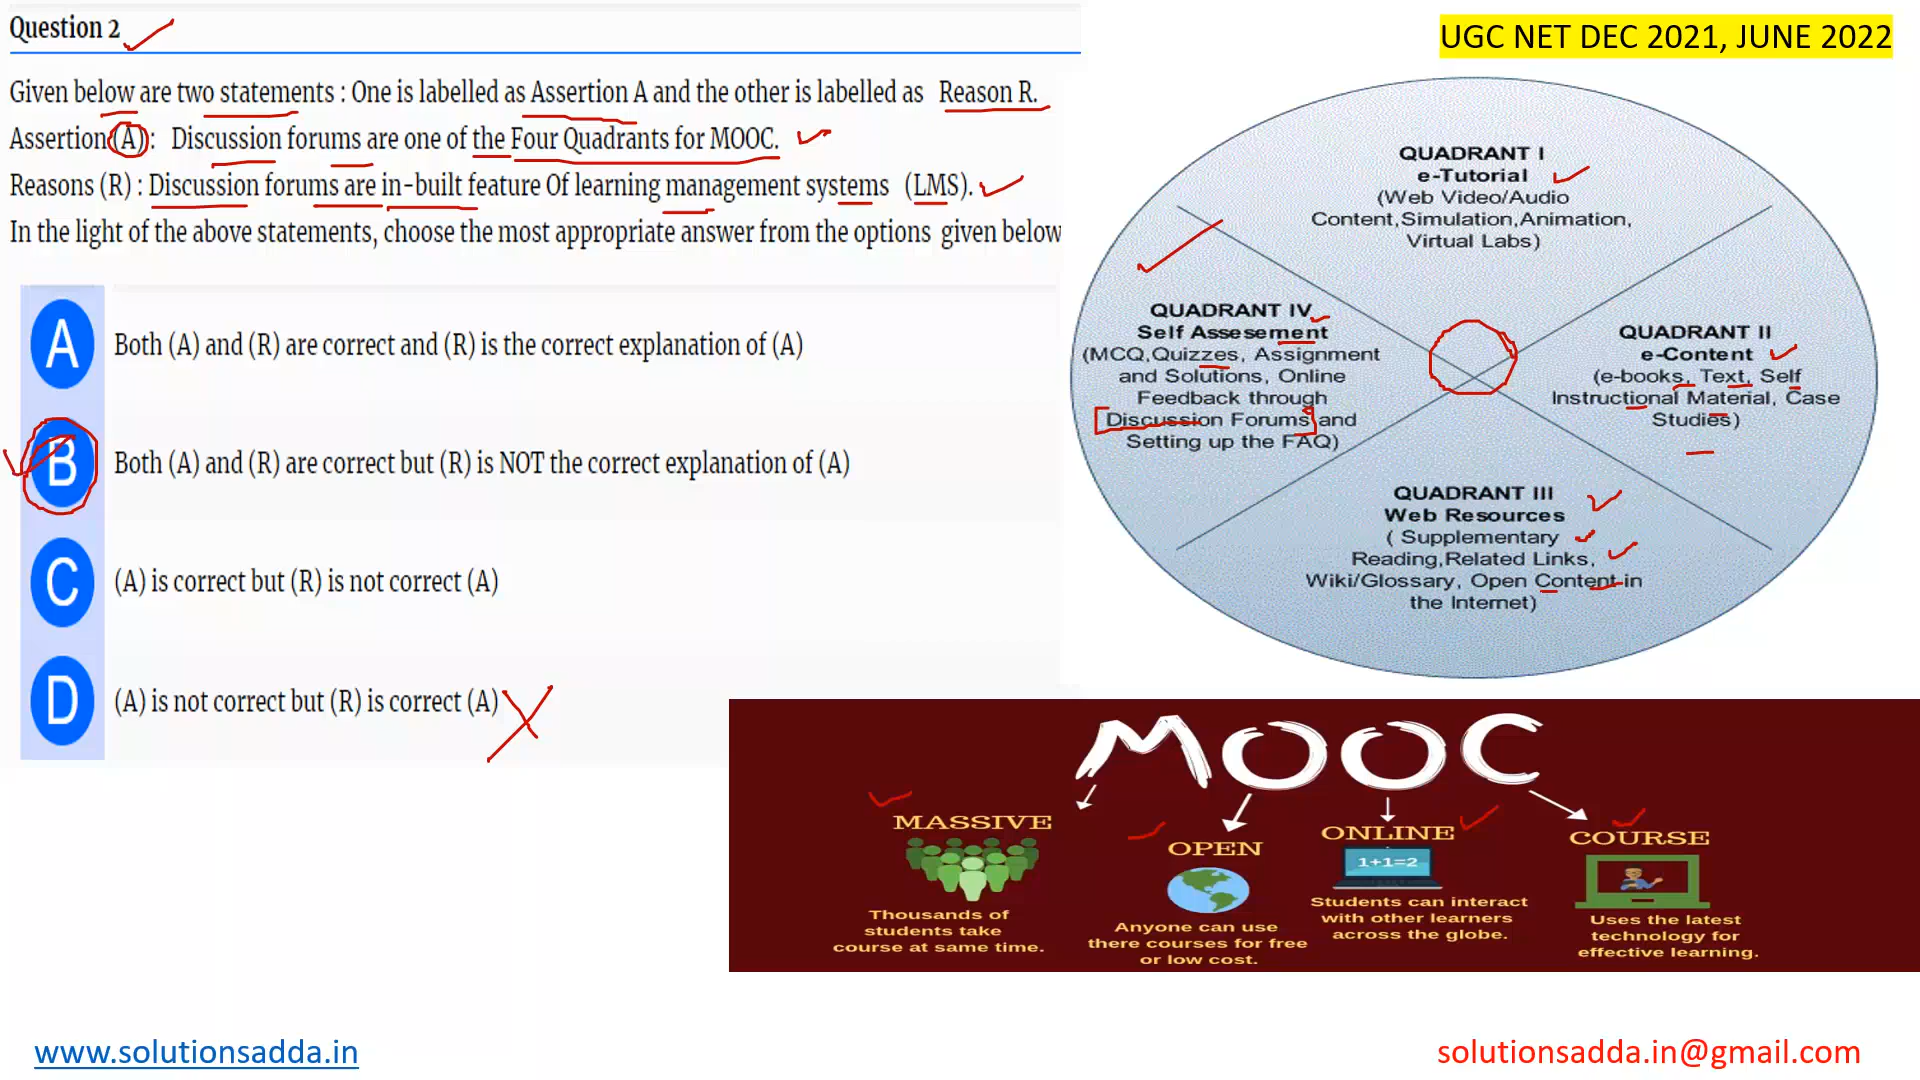 Question 2
UGC NET DEC 2021, JUNE 2022
Given below are two statements : One is labelled as Assertion A and the other is labelled as Reason R.
Assertion (A) : Discussion forums are one of the Four Quadrants for MOOC.
Reasons (R) : Discussion forums are in-built feature Of learning management systems (LMS).
In the light of the above statements, choose the most appropriate answer from the options given below
A
Both (A) and (R) are correct and (R) is the correct explanation of (A)
B
Both (A) and (R) are correct but (R) is NOT the correct explanation of (A)
C
(A) is correct but (R) is not correct (A)
D
(A) is not correct but (R) is correct (A)
QUADRANT I
e-Tutorial
(Web Video/Audio
Content,Simulation,Animation,
Virtual Labs)
QUADRANT IV
Self Assesement
(MCQ,Quizzes, Assignment
and Solutions, Online
Feedback through
Discussion Forums and
Setting up the FAQ)
QUADRANT II
e-Content
(e-books, Text, Self
Instructional Material, Case
Studies)
QUADRANT III
Web Resources
( Supplementary
Reading,Related Links,
Wiki/Glossary, Open Content in
the Internet)
MOOC
MASSIVE
Thousands of
students take
course at same time.
OPEN
Anyone can use
there courses for free
or low cost.
ONLINE
1+1=2
Students can interact
with other learners
across the globe.
COURSE
Uses the latest
technology for
effective learning.
www.solutionsadda.in
solutionsadda.in@gmail.com